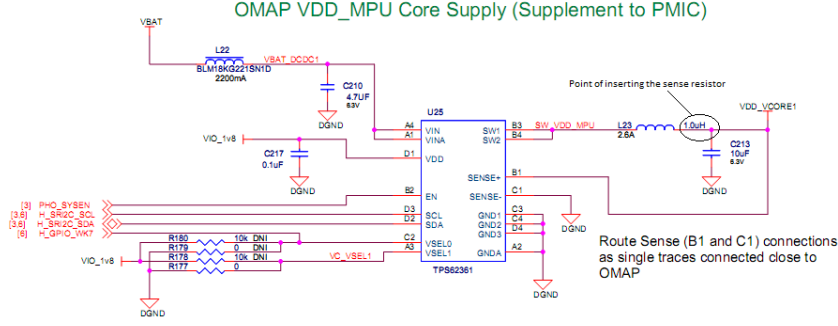 OMAP VDD_MPU Core Supply (Supplement to PMIC)
VBAT
L22
VBAT_DCDC1
BLM18KG221SN1D
2200mA
C210
4.7UF
6.3V
DGND
Point of inserting the sense resistor
VDD_VCORE1
U25
VIO_1v8
C217
0.1uF
DGND
A4 VIN
A1 VINA
D1 VDD
B2 EN
D3 SCL
D2 SDA
C2 VSEL0
A3 VSEL1
SW1 B3
SW2 B4
SENSE+ B1
SENSE- C1
GND1 C3
GND2 C4
GND3 D4
GNDA A2
TPS62361
SW_VDD_MPU
L23
2.6A
1.0uH
C213
10uF
6.3V
DGND
DGND
DGND
[3] PHO_SYSEN
[3,6] H_SRI2C_SCL
[3,6] H_SRI2C_SDA
[6] H_GPIO_WK7
R180 10k DNI
R179 0 DNI
R178 10k DNI
R177 0
VIO_1v8
VC_VSEL1
DGND
Route Sense (B1 and C1) connections
as single traces connected close to
OMAP